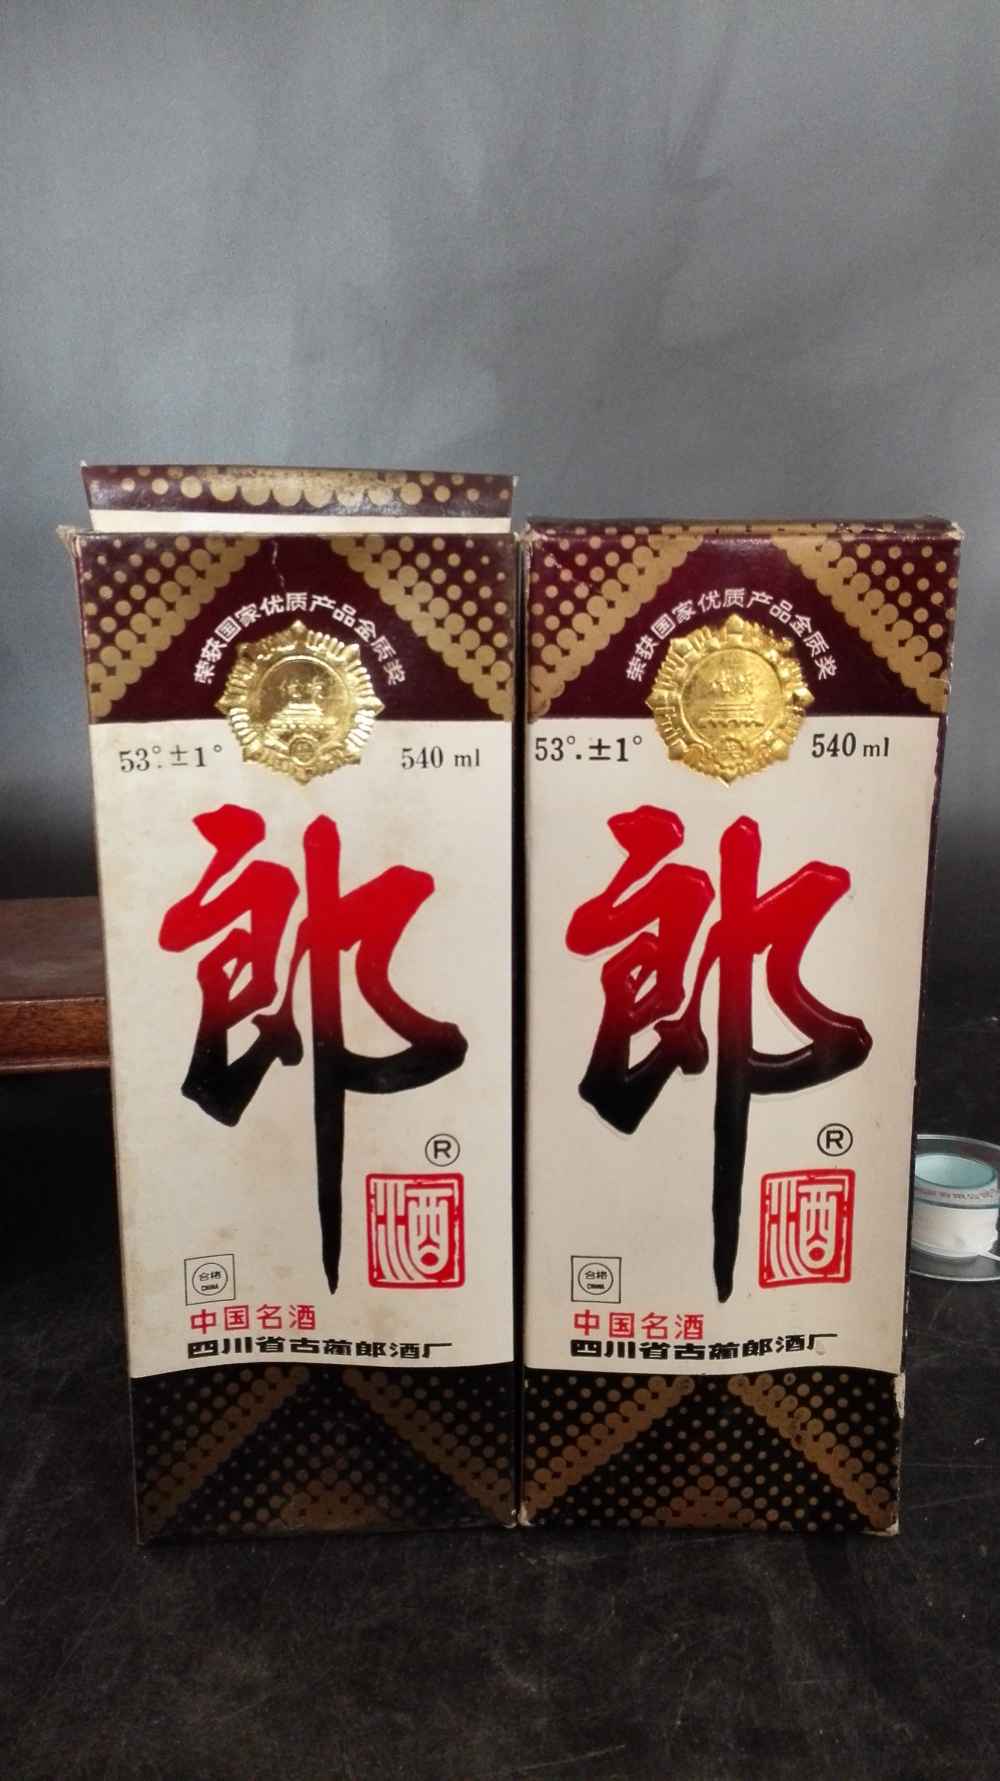 荣获国家优质产品金质奖
53°.±1°
540 ml
郎
®
酒
合格
CHINA
中国名酒
四川省古蔺郎酒厂
荣获国家优质产品金质奖
53°.±1°
540 ml
郎
®
酒
合格
CHINA
中国名酒
四川省古蔺郎酒厂